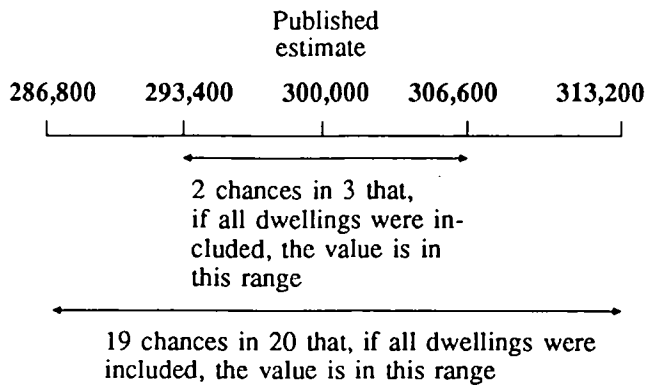 Published
estimate
286,800 293,400 300,000 306,600 313,200
2 chances in 3 that,
if all dwellings were in-
cluded, the value is in
this range
19 chances in 20 that, if all dwellings were
included, the value is in this range